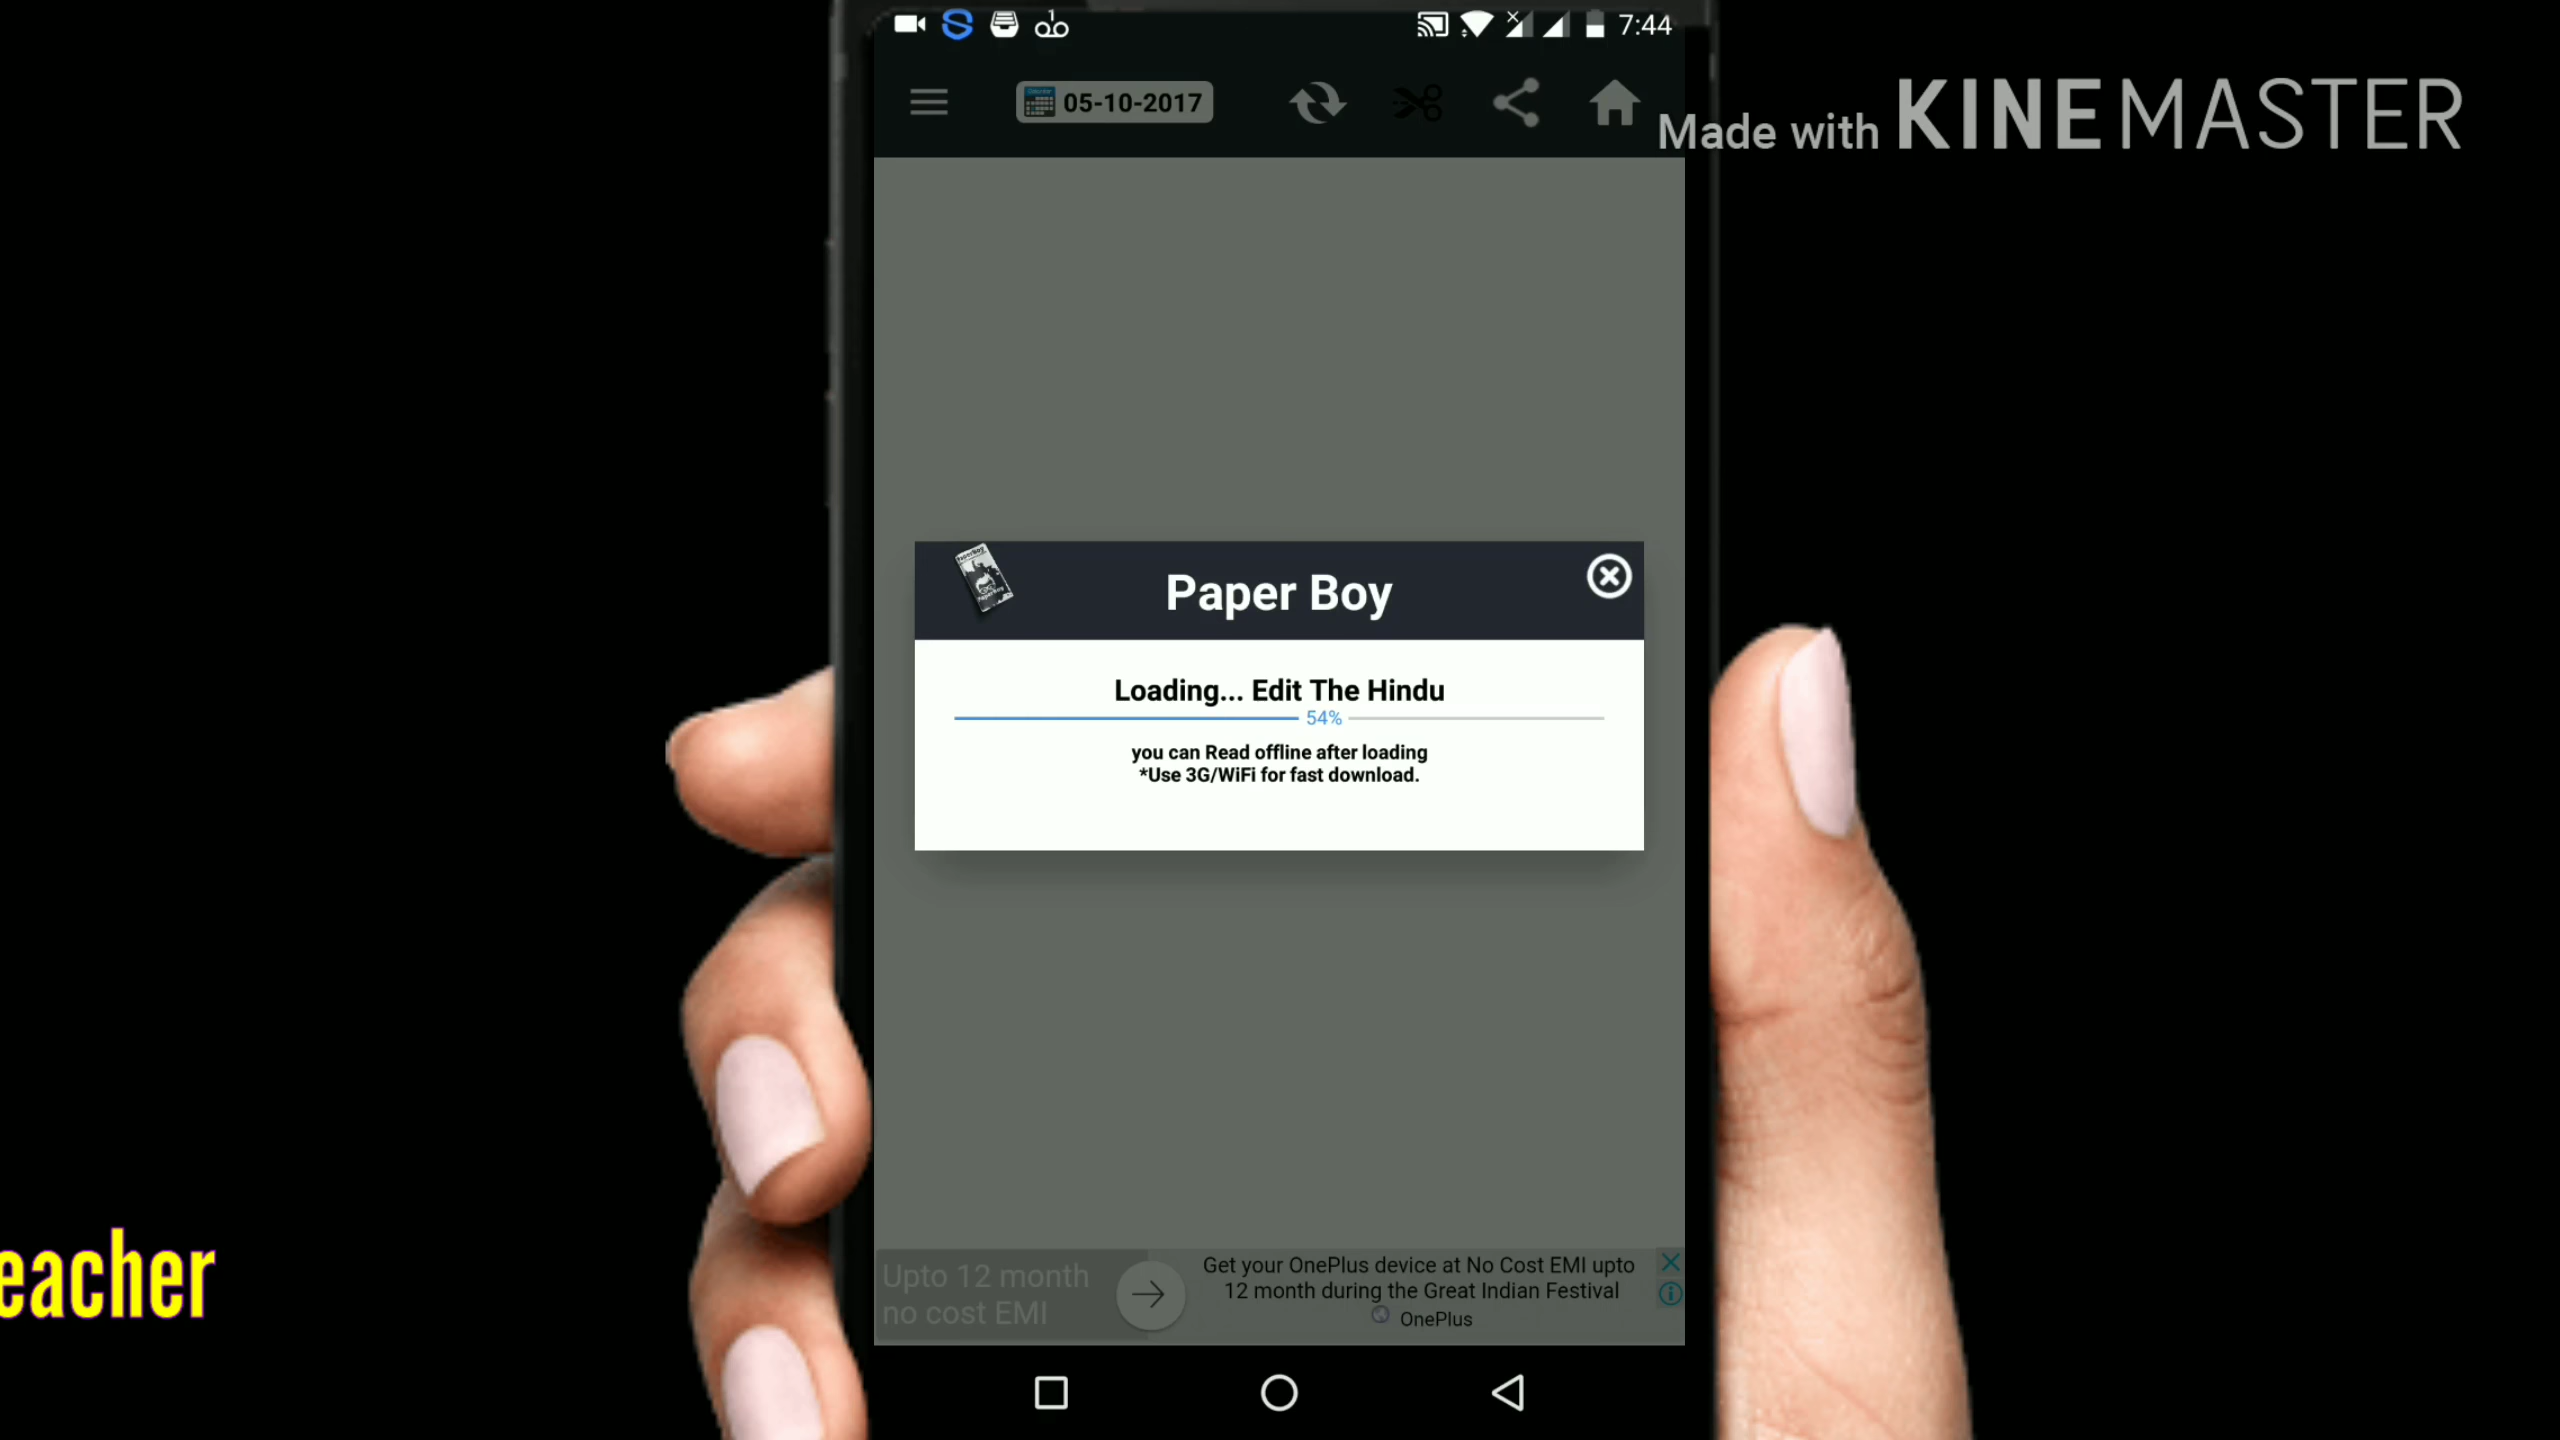 7:44
05-10-2017
Made with KINEMASTER
Paper Boy
Loading... Edit The Hindu
54%
you can Read offline after loading
*Use 3G/WiFi for fast download.
eacher
Upto 12 month
no cost EMI
Get your OnePlus device at No Cost EMI upto
12 month during the Great Indian Festival
OnePlus